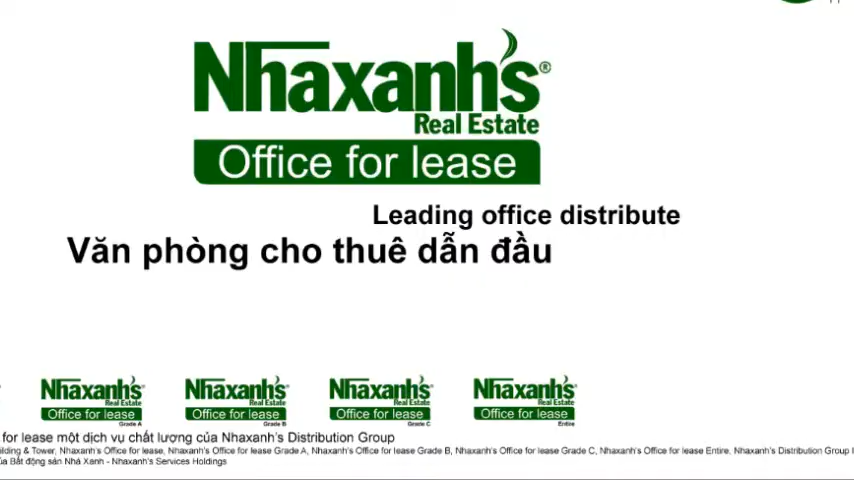 Nhaxanh's®
Real Estate
Office for lease
Leading office distribute
Văn phòng cho thuê dẫn đầu
Nhaxanh's® Nhaxanh's® Nhaxanh's® Nhaxanh's®
Real Estate Real Estate Real Estate Real Estate
Office for lease Office for lease Office for lease Office for lease
Grade A Grade B Grade C Entire
for lease một dịch vụ chất lượng của Nhaxanh's Distribution Group
ilding & Tower, Nhaxanh's Office for lease, Nhaxanh's Office for lease Grade A, Nhaxanh's Office for lease Grade B, Nhaxanh's Office for lease Grade C, Nhaxanh's Office for lease Entire, Nhaxanh's Distribution Group
ủa Bất động sản Nhà Xanh - Nhaxanh's Services Holdings